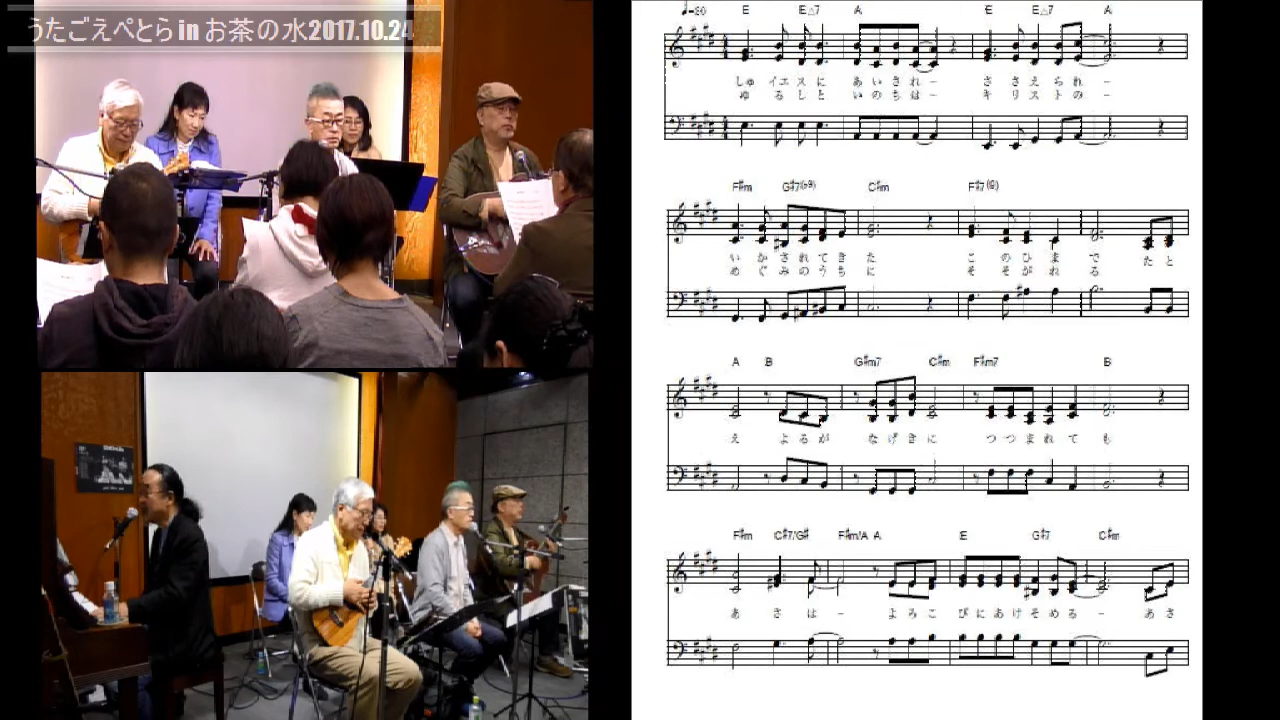 うたごえぺとら in お茶の水2017.10.24
E E△7 A E E△7 A
しゅ イエス に あ い さ れ - さ さ え ら れ -
ゆ る し と い の ち は - キ リ ス ト の -
F#m G#7(b9) C#m F#7(9)
い か さ れ て き た こ の ひ ま で た と
め ぐ み の う ち に そ そ が れ る
A B G#m7 C#m F#m7 B
え よ る が な げ き に つ つ ま れ て も
F#m C#7/G# F#m/A A E G#7 C#m
あ さ は - よ ろ こ び に あ け そ め る - あ さ